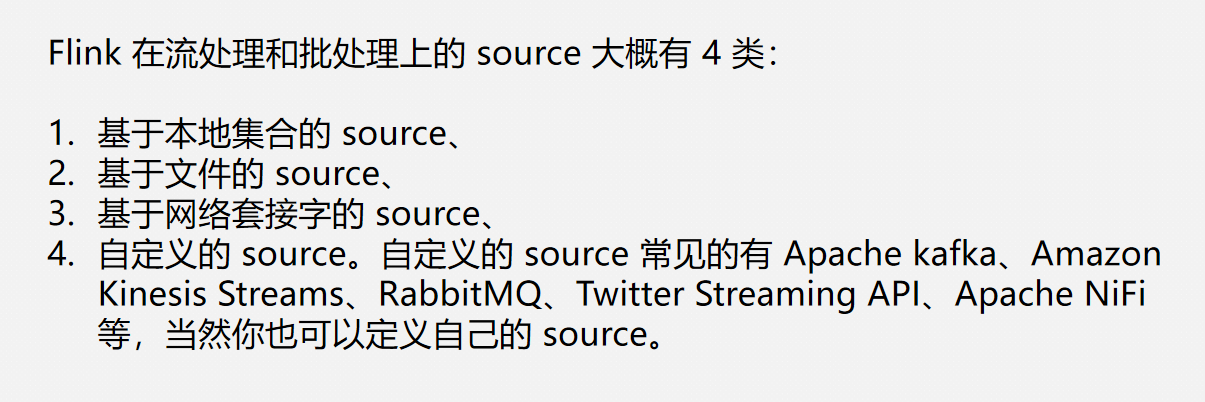 Flink 在流处理和批处理上的 source 大概有 4 类：
1. 基于本地集合的 source、
2. 基于文件的 source、
3. 基于网络套接字的 source、
4. 自定义的 source。自定义的 source 常见的有 Apache kafka、Amazon
Kinesis Streams、RabbitMQ、Twitter Streaming API、Apache NiFi
等，当然你也可以定义自己的 source。